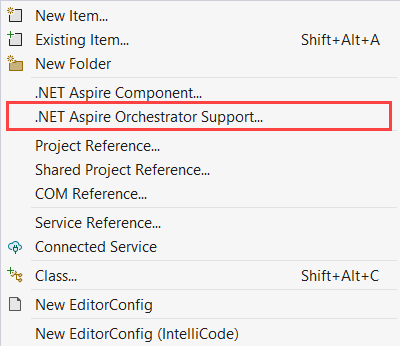 New Item...
Existing Item... Shift+Alt+A
New Folder
.NET Aspire Component...
.NET Aspire Orchestrator Support...
Project Reference...
Shared Project Reference...
COM Reference...
Service Reference...
Connected Service
Class... Shift+Alt+C
New EditorConfig
New EditorConfig (IntelliCode)